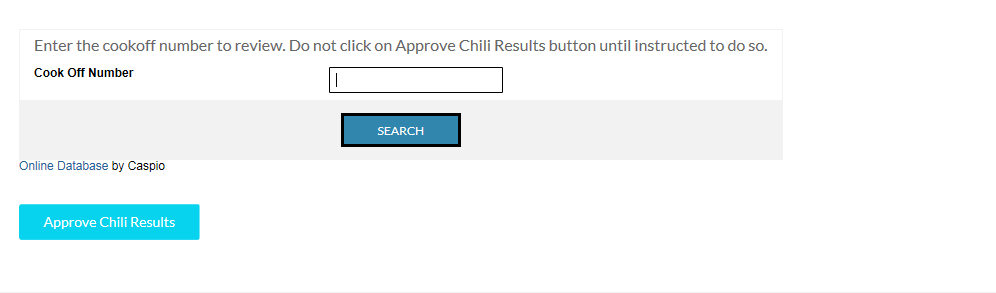 Enter the cookoff number to review. Do not click on Approve Chili Results button until instructed to do so.
Cook Off Number
SEARCH
Online Database by Caspio
Approve Chili Results